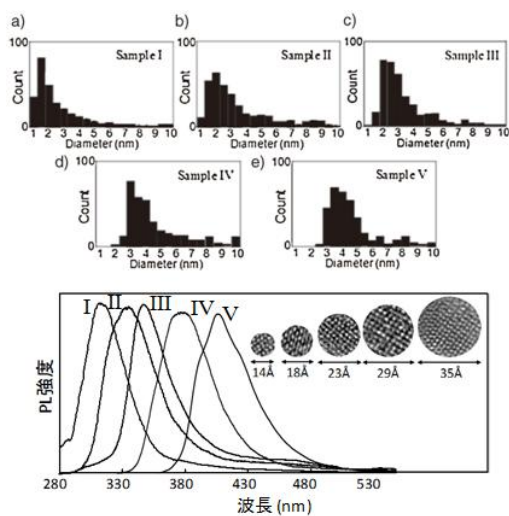 a)
100
Sample I
Count
0
1 2 3 4 5 6 7 8 9 10
Diameter (nm)
b)
100
Sample II
Count
0
1 2 3 4 5 6 7 8 9 10
Diameter (nm)
c)
100
Sample III
Count
0
1 2 3 4 5 6 7 8 9 10
Diameter (nm)
d)
100
Sample IV
Count
0
1 2 3 4 5 6 7 8 9 10
Diameter (nm)
e)
100
Sample V
Count
0
1 2 3 4 5 6 7 8 9 10
Diameter (nm)
I II III IV V
14Å 18Å 23Å 29Å 35Å
PL強度
280 330 380 430 480 530
波長 (nm)